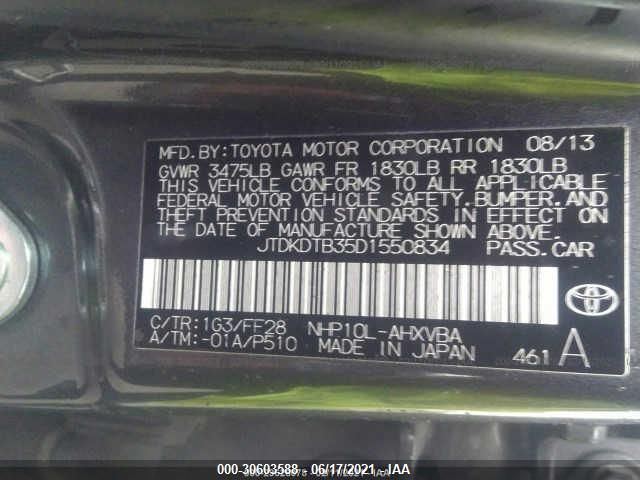 MFD.BY:TOYOTA MOTOR CORPORATION 08/13
GVWR 3475LB GAWR FR 1830LB RR 1830LB
THIS VEHICLE CONFORMS TO ALL APPLICABLE
FEDERAL MOTOR VEHICLE SAFETY.BUMPER.AND
THEFT PREVENTION STANDARDS IN EFFECT ON
THE DATE OF MANUFACTURE SHOWN ABOVE.
JTDKDTB35D1550834 PASS.CAR
C/TR:1G3/FF28 NHP10L-AHXVBA
A/TM:-01A/P510 MADE IN JAPAN 461 A
000-30603588 - 06/17/2021 - IAA